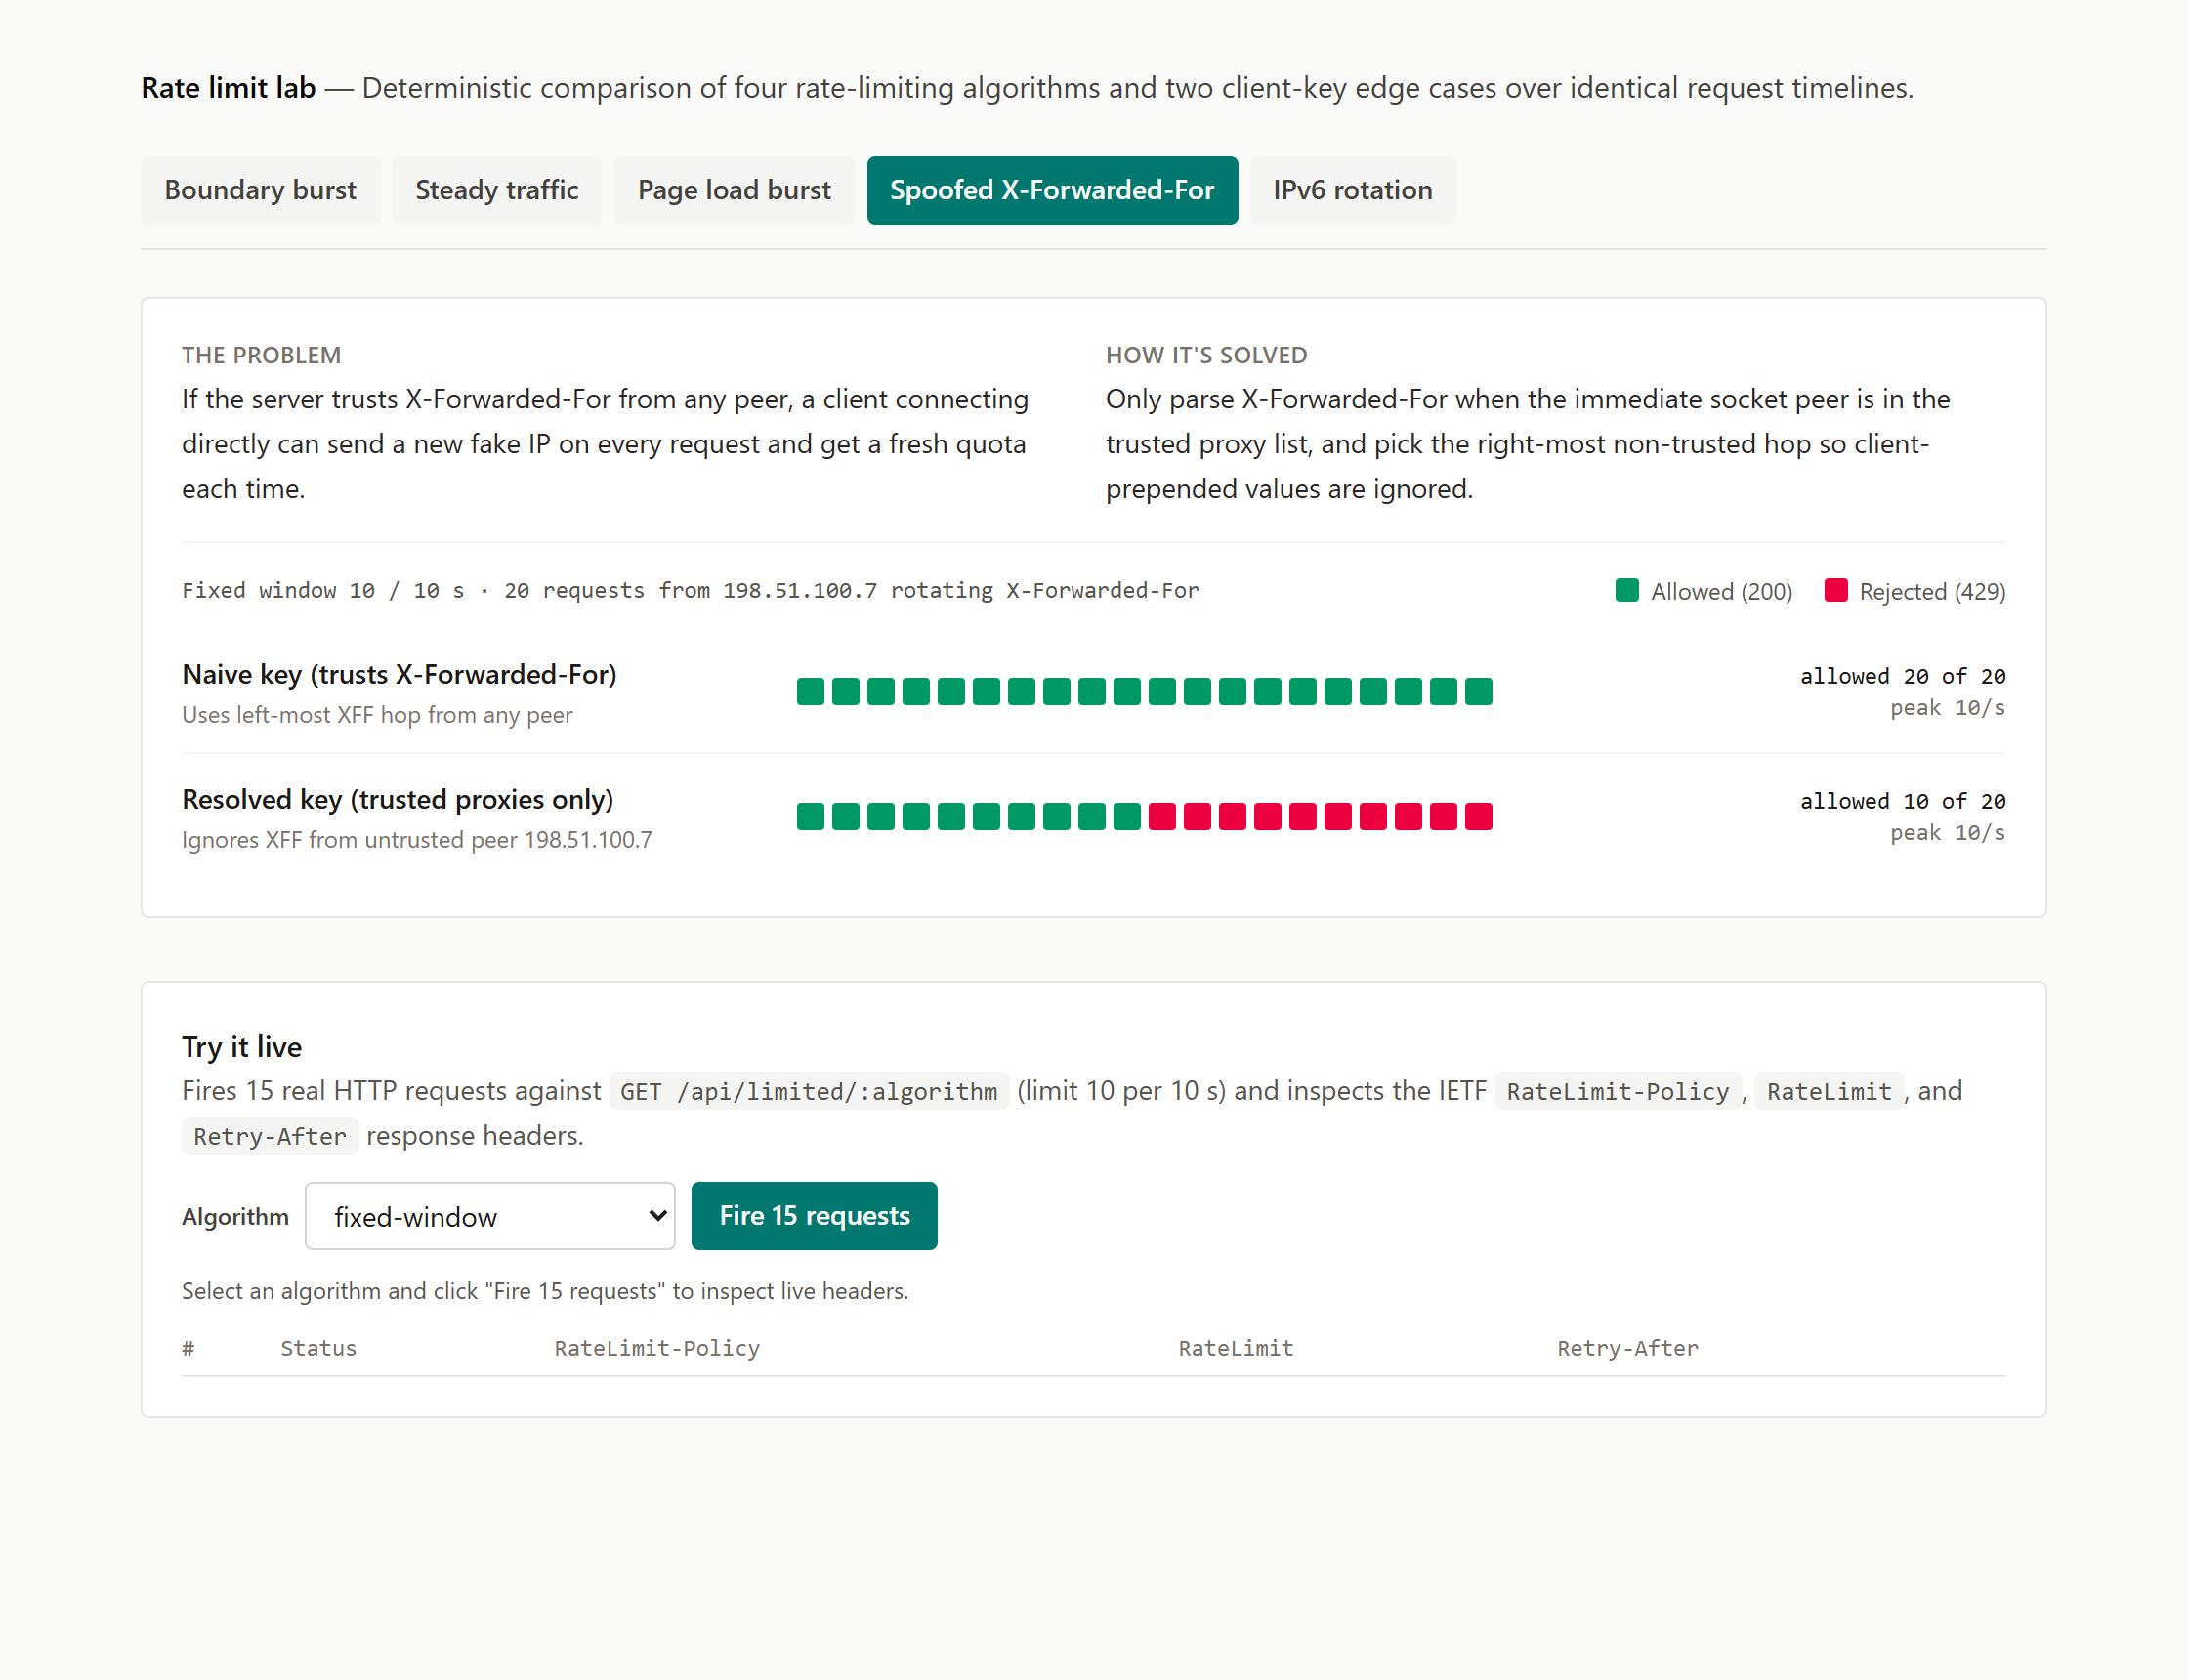 Rate limit lab — Deterministic comparison of four rate-limiting algorithms and two client-key edge cases over identical request timelines.
Boundary burst
Steady traffic
Page load burst
Spoofed X-Forwarded-For
IPv6 rotation
THE PROBLEM
If the server trusts X-Forwarded-For from any peer, a client connecting
directly can send a new fake IP on every request and get a fresh quota
each time.
HOW IT'S SOLVED
Only parse X-Forwarded-For when the immediate socket peer is in the
trusted proxy list, and pick the right-most non-trusted hop so client-
prepended values are ignored.
Fixed window 10 / 10 s · 20 requests from 198.51.100.7 rotating X-Forwarded-For
Allowed (200)
Rejected (429)
Naive key (trusts X-Forwarded-For)
Uses left-most XFF hop from any peer
allowed 20 of 20
peak 10/s
Resolved key (trusted proxies only)
Ignores XFF from untrusted peer 198.51.100.7
allowed 10 of 20
peak 10/s
Try it live
Fires 15 real HTTP requests against GET /api/limited/:algorithm (limit 10 per 10 s) and inspects the IETF RateLimit-Policy, RateLimit, and
Retry-After response headers.
Algorithm
fixed-window
Fire 15 requests
Select an algorithm and click "Fire 15 requests" to inspect live headers.
# Status RateLimit-Policy RateLimit Retry-After